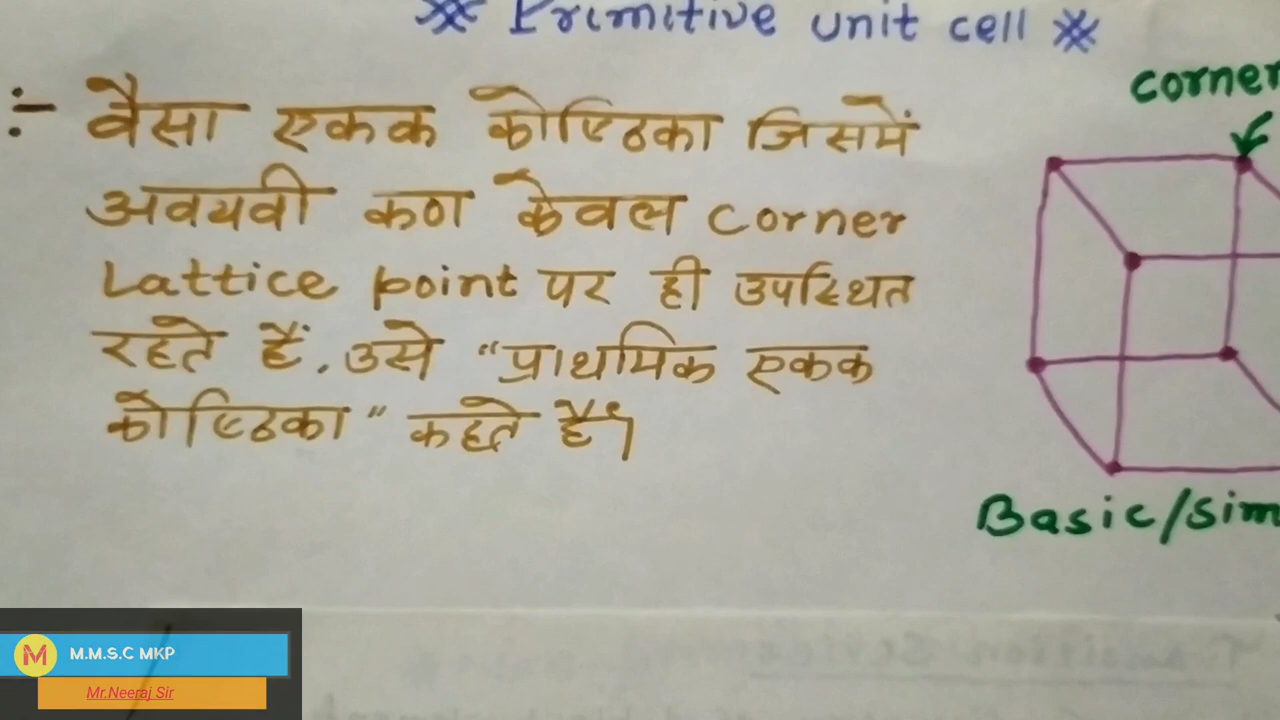 * Primitive unit cell *
corner
:- वैसा एकक कोष्ठिका जिसमें
अवयवी कण केवल corner
Lattice point पर ही उपस्थित
रहते हैं, उसे “प्राथमिक एकक
कोष्ठिका” कहते हैं।
Basic/sim
M.M.S.C MKP
Mr.Neeraj Sir